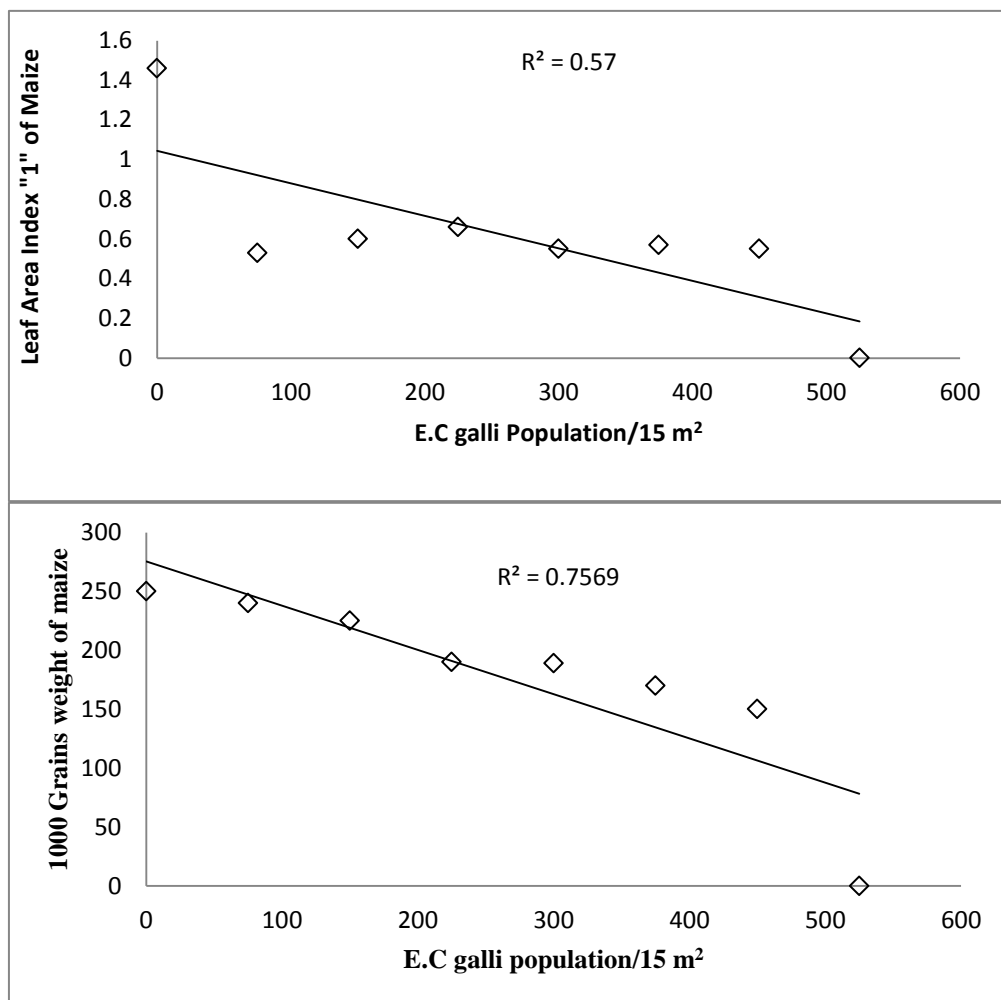 Leaf Area Index "1" of Maize
1.6
1.4
1.2
1
0.8
0.6
0.4
0.2
0
R² = 0.57
0 100 200 300 400 500 600
E.C galli Population/15 m²
1000 Grains weight of maize
300
250
200
150
100
50
0
R² = 0.7569
0 100 200 300 400 500 600
E.C galli population/15 m²